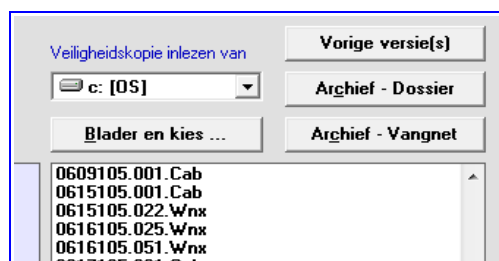 Veiligheidskopie inlezen van
c: [OS]
Blader en kies ...
Vorige versie(s)
Archief - Dossier
Archief - Vangnet
0609105.001.Cab
0615105.001.Cab
0615105.022.Wnx
0616105.025.Wnx
0616105.051.Wnx